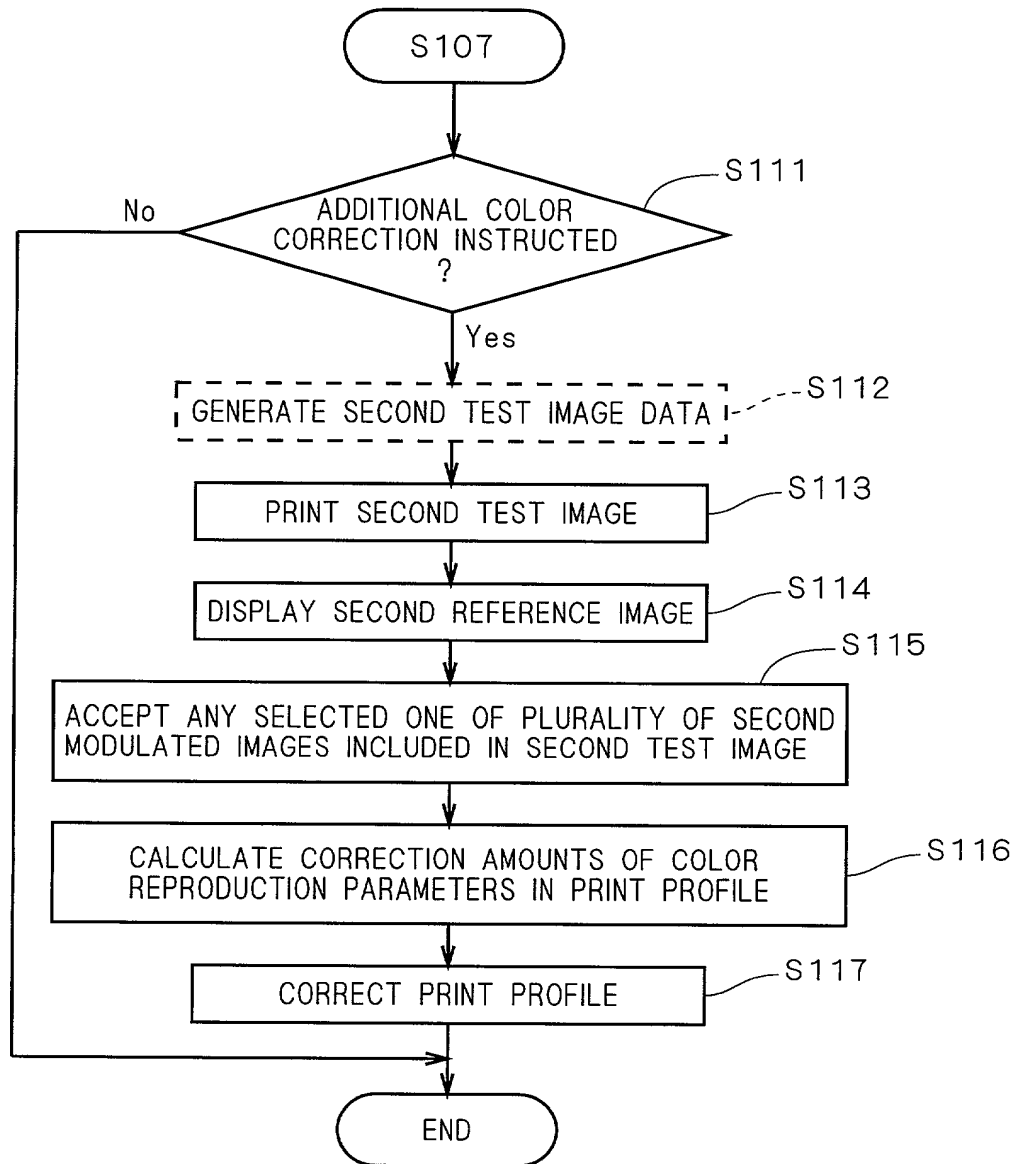 S107
S111
No
ADDITIONAL COLOR
CORRECTION INSTRUCTED
?
Yes
S112
GENERATE SECOND TEST IMAGE DATA
S113
PRINT SECOND TEST IMAGE
S114
DISPLAY SECOND REFERENCE IMAGE
S115
ACCEPT ANY SELECTED ONE OF PLURALITY OF SECOND
MODULATED IMAGES INCLUDED IN SECOND TEST IMAGE
S116
CALCULATE CORRECTION AMOUNTS OF COLOR
REPRODUCTION PARAMETERS IN PRINT PROFILE
S117
CORRECT PRINT PROFILE
END